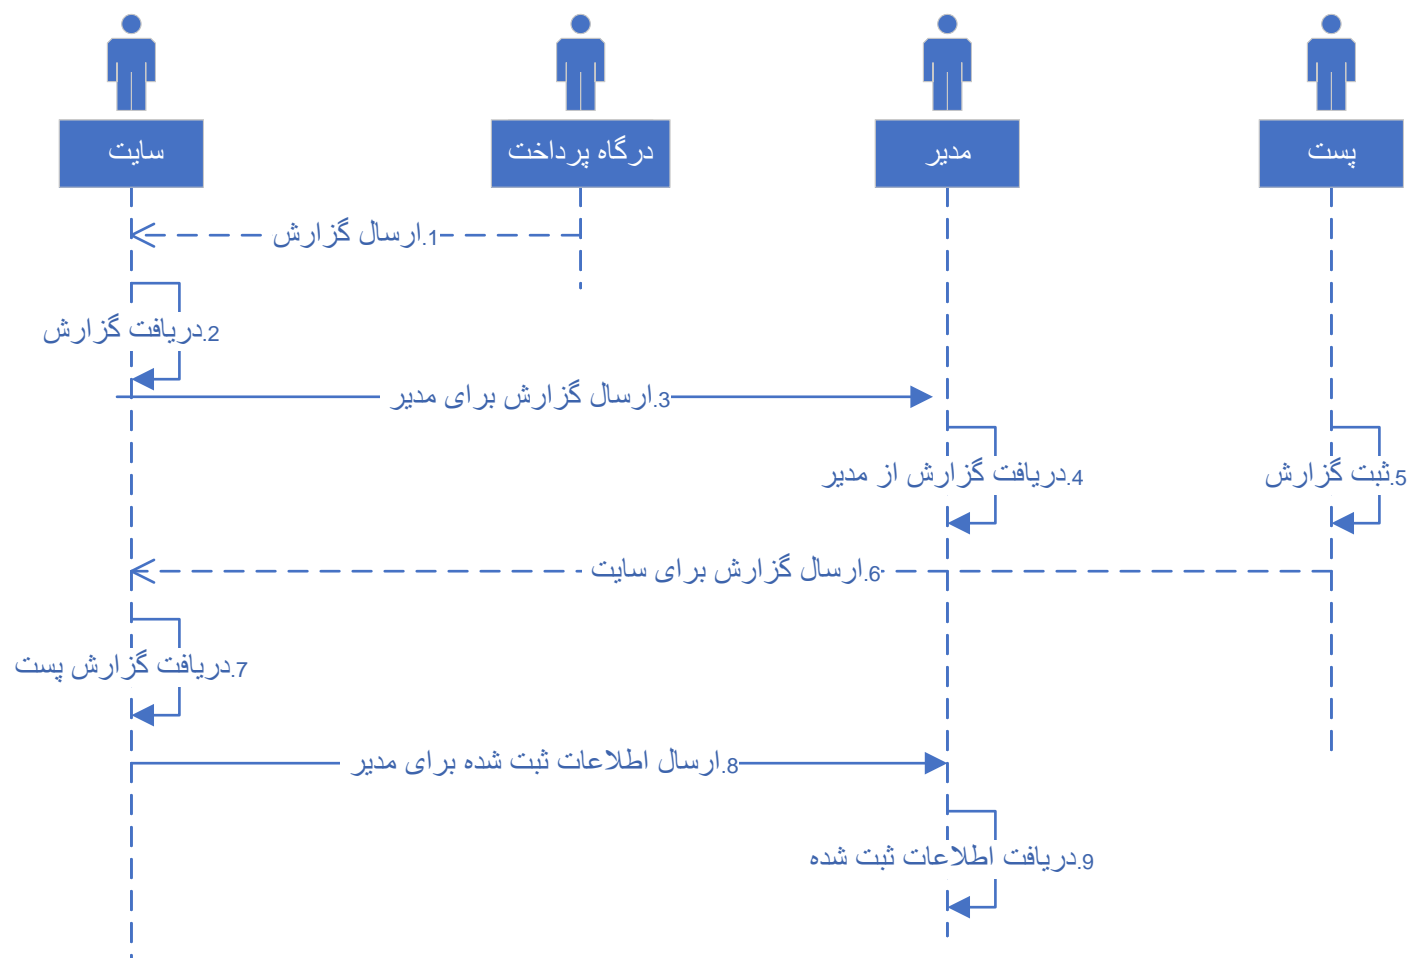 سایت
درگاه پرداخت
مدیر
پست
1.ارسال گزارش
2.دریافت گزارش
3.ارسال گزارش برای مدیر
4.دریافت گزارش از مدیر
5.ثبت گزارش
6.ارسال گزارش برای سایت
7.دریافت گزارش پست
8.ارسال اطلاعات ثبت شده برای مدیر
9.دریافت اطلاعات ثبت شده